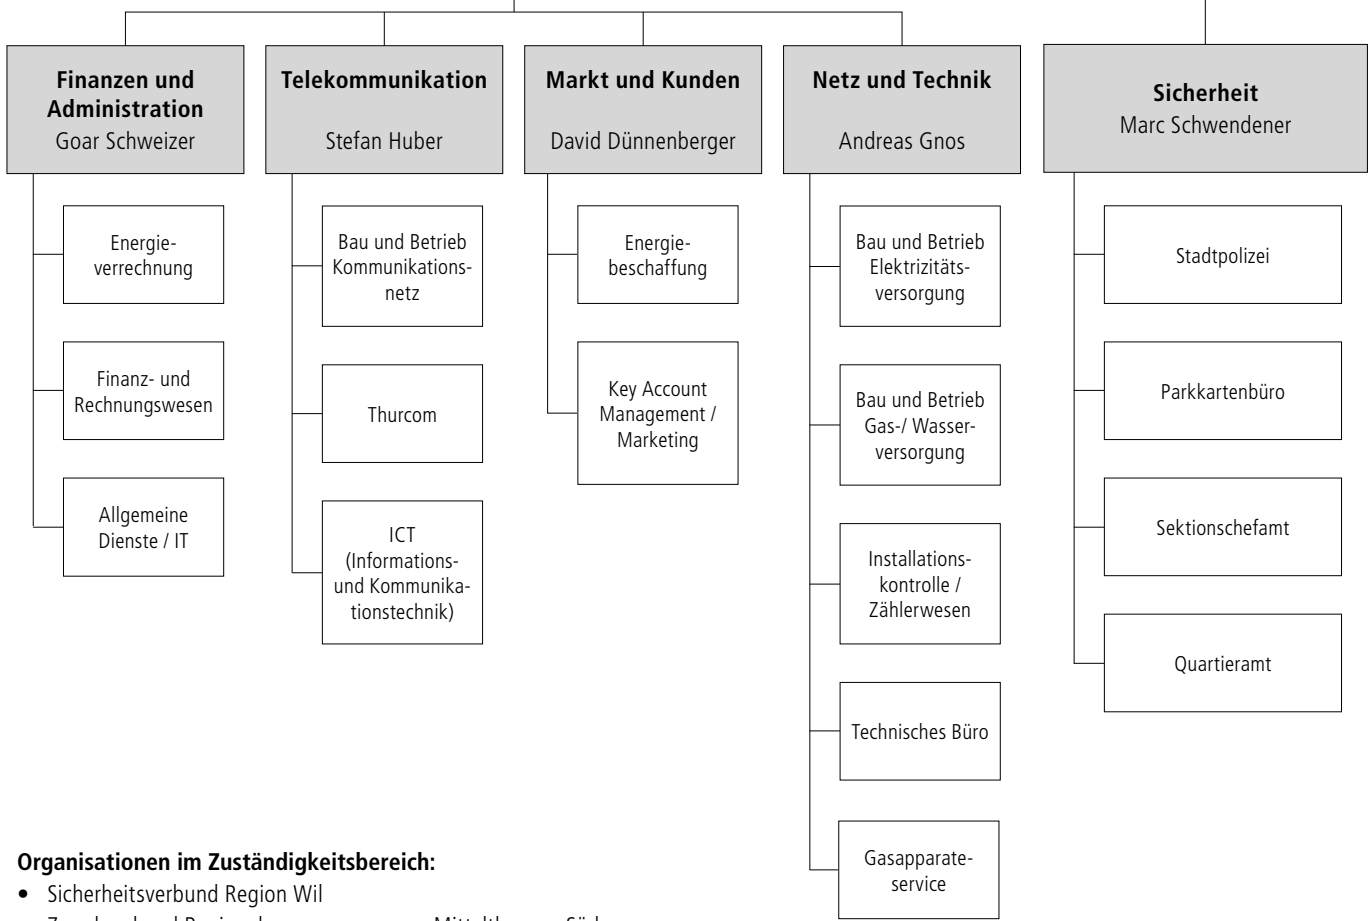 Finanzen und
Administration
Goar Schweizer
Energie-
verrechnung
Finanz- und
Rechnungswesen
Allgemeine
Dienste / IT
Telekommunikation
Stefan Huber
Bau und Betrieb
Kommunikations-
netz
Thurcom
ICT
(Informations-
und Kommunika-
tionstechnik)
Markt und Kunden
David Dünnenberger
Energie-
beschaffung
Key Account
Management /
Marketing
Netz und Technik
Andreas Gnos
Bau und Betrieb
Elektrizitäts-
versorgung
Bau und Betrieb
Gas-/ Wasser-
versorgung
Installations-
kontrolle /
Zählerwesen
Technisches Büro
Gasapparate-
service
Sicherheit
Marc Schwendener
Stadtpolizei
Parkkartenbüro
Sektionschefamt
Quartieramt
Organisationen im Zuständigkeitsbereich:
• Sicherheitsverbund Region Wil